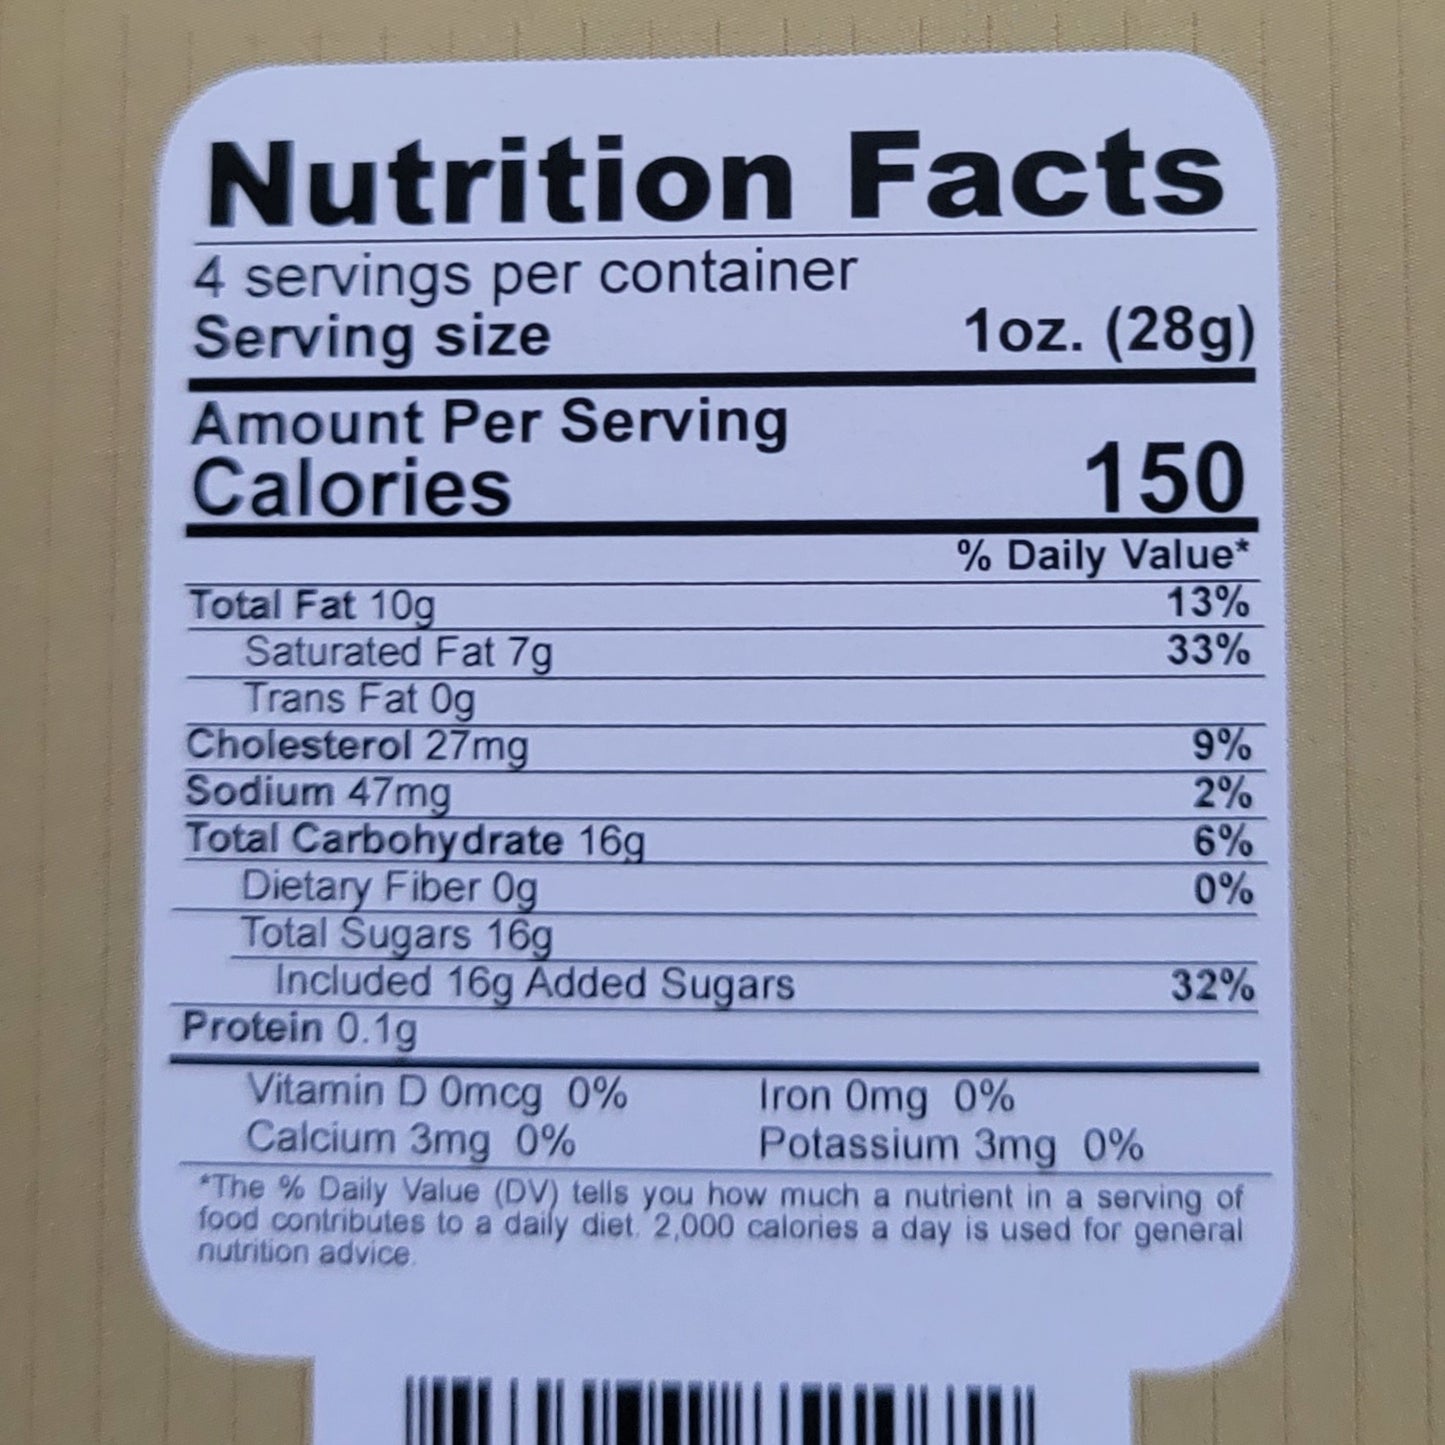 Nutrition Facts
4 servings per container
Serving size 1oz. (28g)
Amount Per Serving
Calories 150
% Daily Value*
Total Fat 10g 13%
Saturated Fat 7g 33%
Trans Fat 0g
Cholesterol 27mg 9%
Sodium 47mg 2%
Total Carbohydrate 16g 6%
Dietary Fiber 0g 0%
Total Sugars 16g
Included 16g Added Sugars 32%
Protein 0.1g
Vitamin D 0mcg 0% Iron 0mg 0%
Calcium 3mg 0% Potassium 3mg 0%
*The % Daily Value (DV) tells you how much a nutrient in a serving of
food contributes to a daily diet. 2,000 calories a day is used for general
nutrition advice.